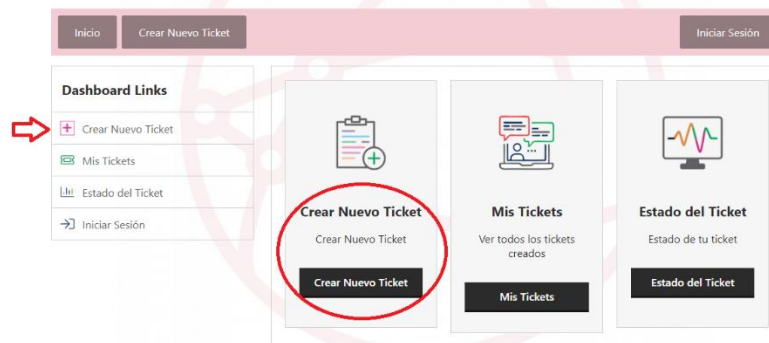 Inicio
Crear Nuevo Ticket
Iniciar Sesión
Dashboard Links
Crear Nuevo Ticket
Mis Tickets
Estado del Ticket
Iniciar Sesión
Crear Nuevo Ticket
Crear Nuevo Ticket
Crear Nuevo Ticket
Mis Tickets
Ver todos los tickets
creados
Mis Tickets
Estado del Ticket
Estado de tu ticket
Estado del Ticket